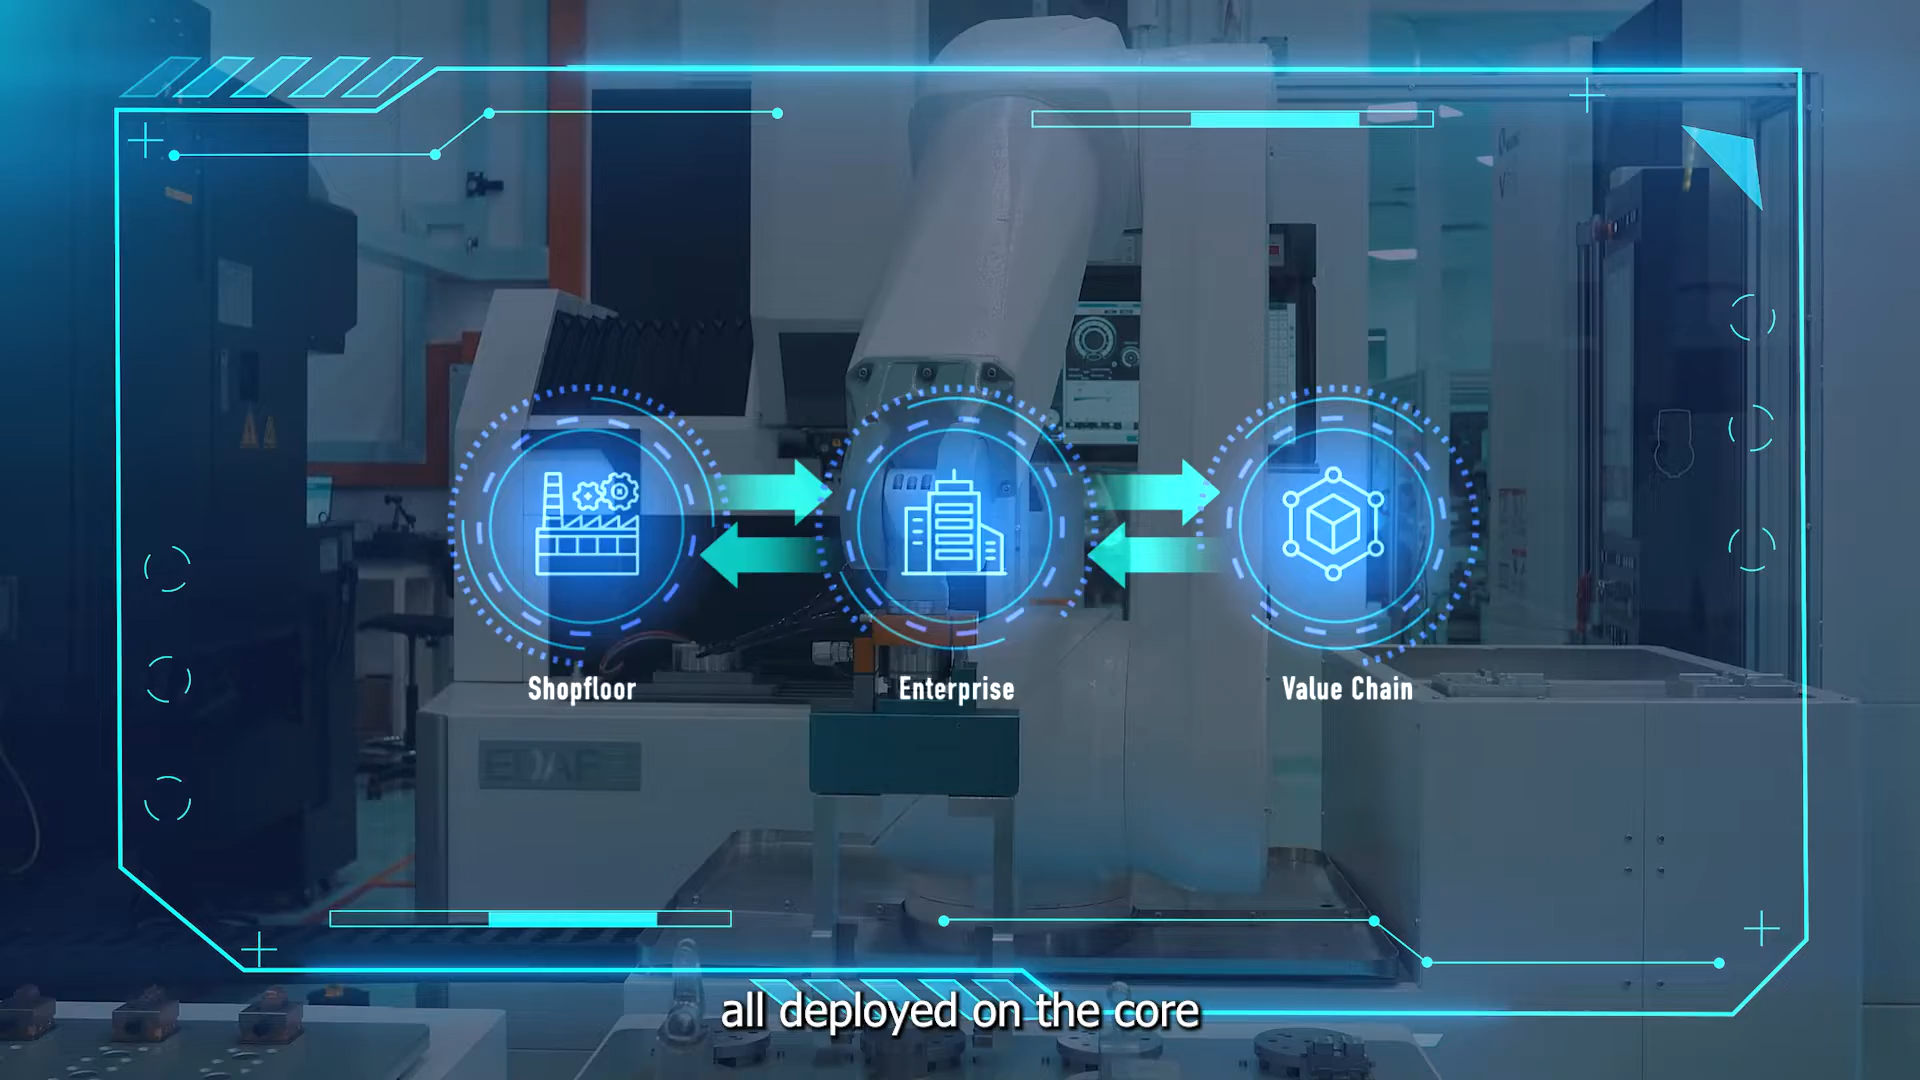 Shopfloor
Enterprise
Value Chain
all deployed on the core